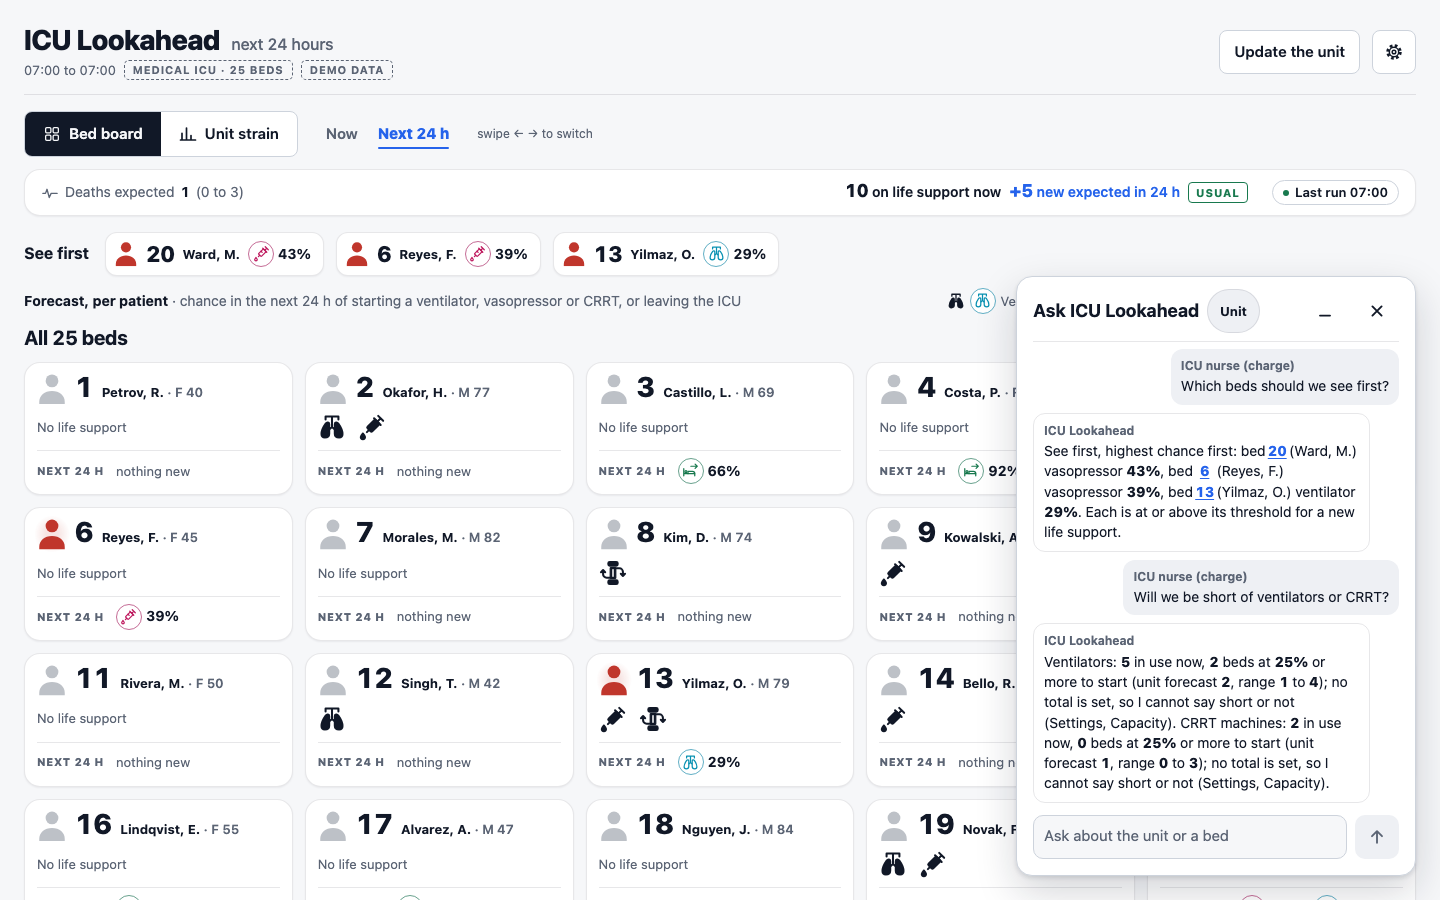 ICU Lookahead next 24 hours
07:00 to 07:00 MEDICAL ICU · 25 BEDS DEMO DATA
Update the unit
Bed board Unit strain Now Next 24 h swipe ← → to switch
Deaths expected 1 (0 to 3)
10 on life support now +5 new expected in 24 h USUAL Last run 07:00
See first 20 Ward, M. 43% 6 Reyes, F. 39% 13 Yilmaz, O. 29%
Forecast, per patient · chance in the next 24 h of starting a ventilator, vasopressor or CRRT, or leaving the ICU
All 25 beds
1 Petrov, R. · F 40
No life support
NEXT 24 H nothing new
2 Okafor, H. · M 77
NEXT 24 H nothing new
3 Castillo, L. · M 69
No life support
NEXT 24 H 66%
4 Costa, P. ·
No life support
NEXT 24 H 92%
6 Reyes, F. · F 45
No life support
NEXT 24 H 39%
7 Morales, M. · M 82
No life support
NEXT 24 H nothing new
8 Kim, D. · M 74
NEXT 24 H nothing new
9 Kowalski, A
NEXT 24 H nothing n
11 Rivera, M. · F 50
No life support
NEXT 24 H nothing new
12 Singh, T. · M 42
NEXT 24 H nothing new
13 Yilmaz, O. · M 79
NEXT 24 H 29%
14 Bello, R.
NEXT 24 H nothing n
16 Lindqvist, E. · F 55
No life support
17 Alvarez, A. · M 47
No life support
18 Nguyen, J. · M 84
No life support
19 Novak, F
Ask ICU Lookahead Unit
ICU nurse (charge)
Which beds should we see first?
ICU Lookahead
See first, highest chance first: bed 20 (Ward, M.)
vasopressor 43%, bed 6 (Reyes, F.)
vasopressor 39%, bed 13 (Yilmaz, O.) ventilator
29%. Each is at or above its threshold for a new
life support.
ICU nurse (charge)
Will we be short of ventilators or CRRT?
ICU Lookahead
Ventilators: 5 in use now, 2 beds at 25% or
more to start (unit forecast 2, range 1 to 4); no
total is set, so I cannot say short or not
(Settings, Capacity). CRRT machines: 2 in use
now, 0 beds at 25% or more to start (unit
forecast 1, range 0 to 3); no total is set, so I
cannot say short or not (Settings, Capacity).
Ask about the unit or a bed